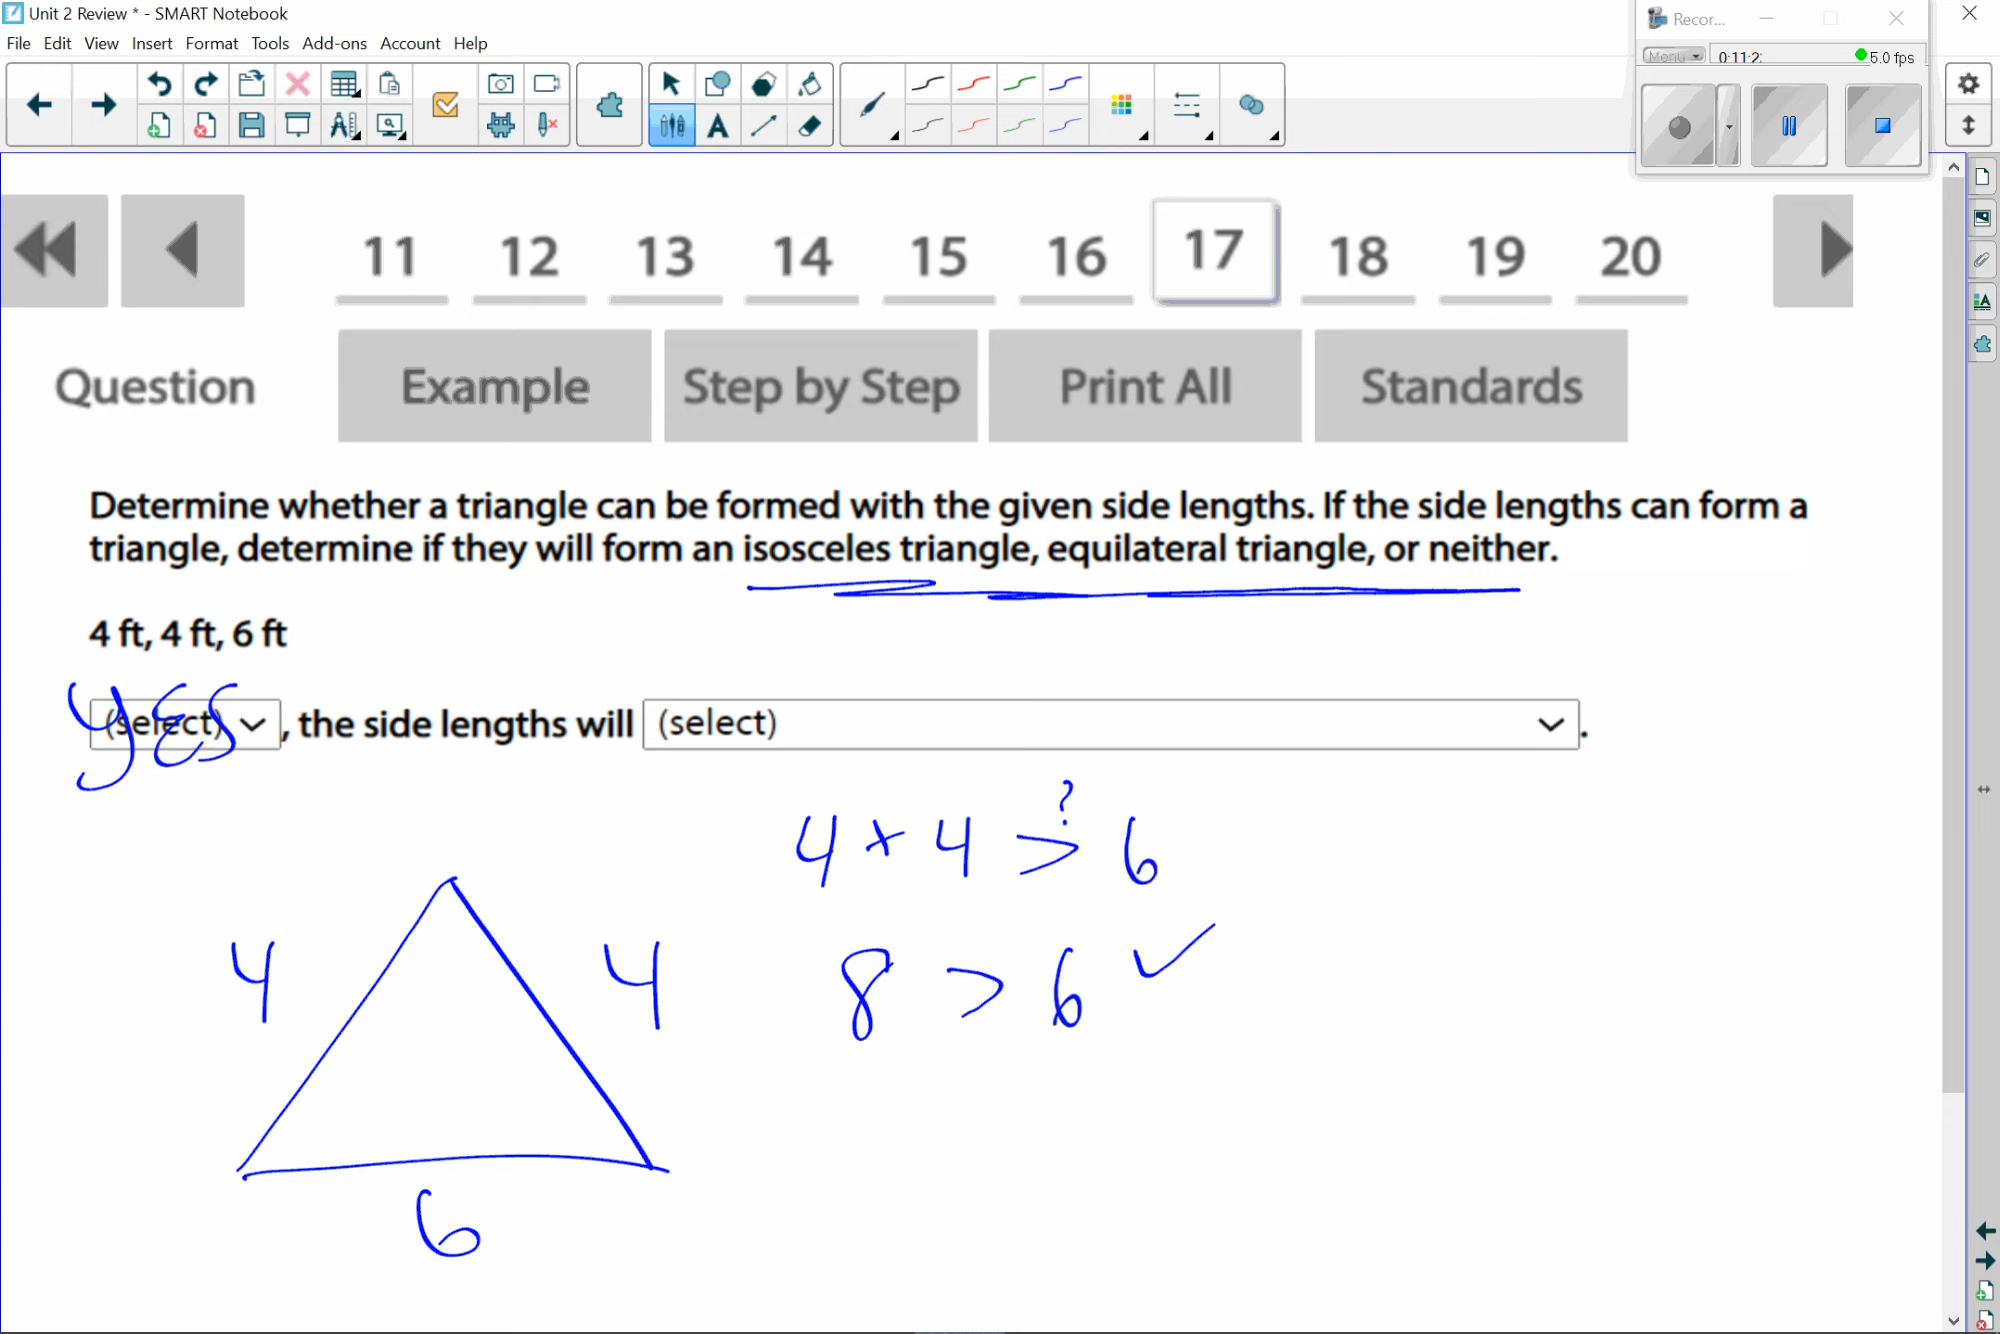 Unit 2 Review * - SMART Notebook
File Edit View Insert Format Tools Add-ons Account Help
Recor...
Menu 0:11:2 5.0 fps
11 12 13 14 15 16 17 18 19 20
Question Example Step by Step Print All Standards
Determine whether a triangle can be formed with the given side lengths. If the side lengths can form a
triangle, determine if they will form an isosceles triangle, equilateral triangle, or neither.
4 ft, 4 ft, 6 ft
YES
(select) , the side lengths will (select) .
?
4 + 4 > 6
4 4 8 > 6 ✓
6